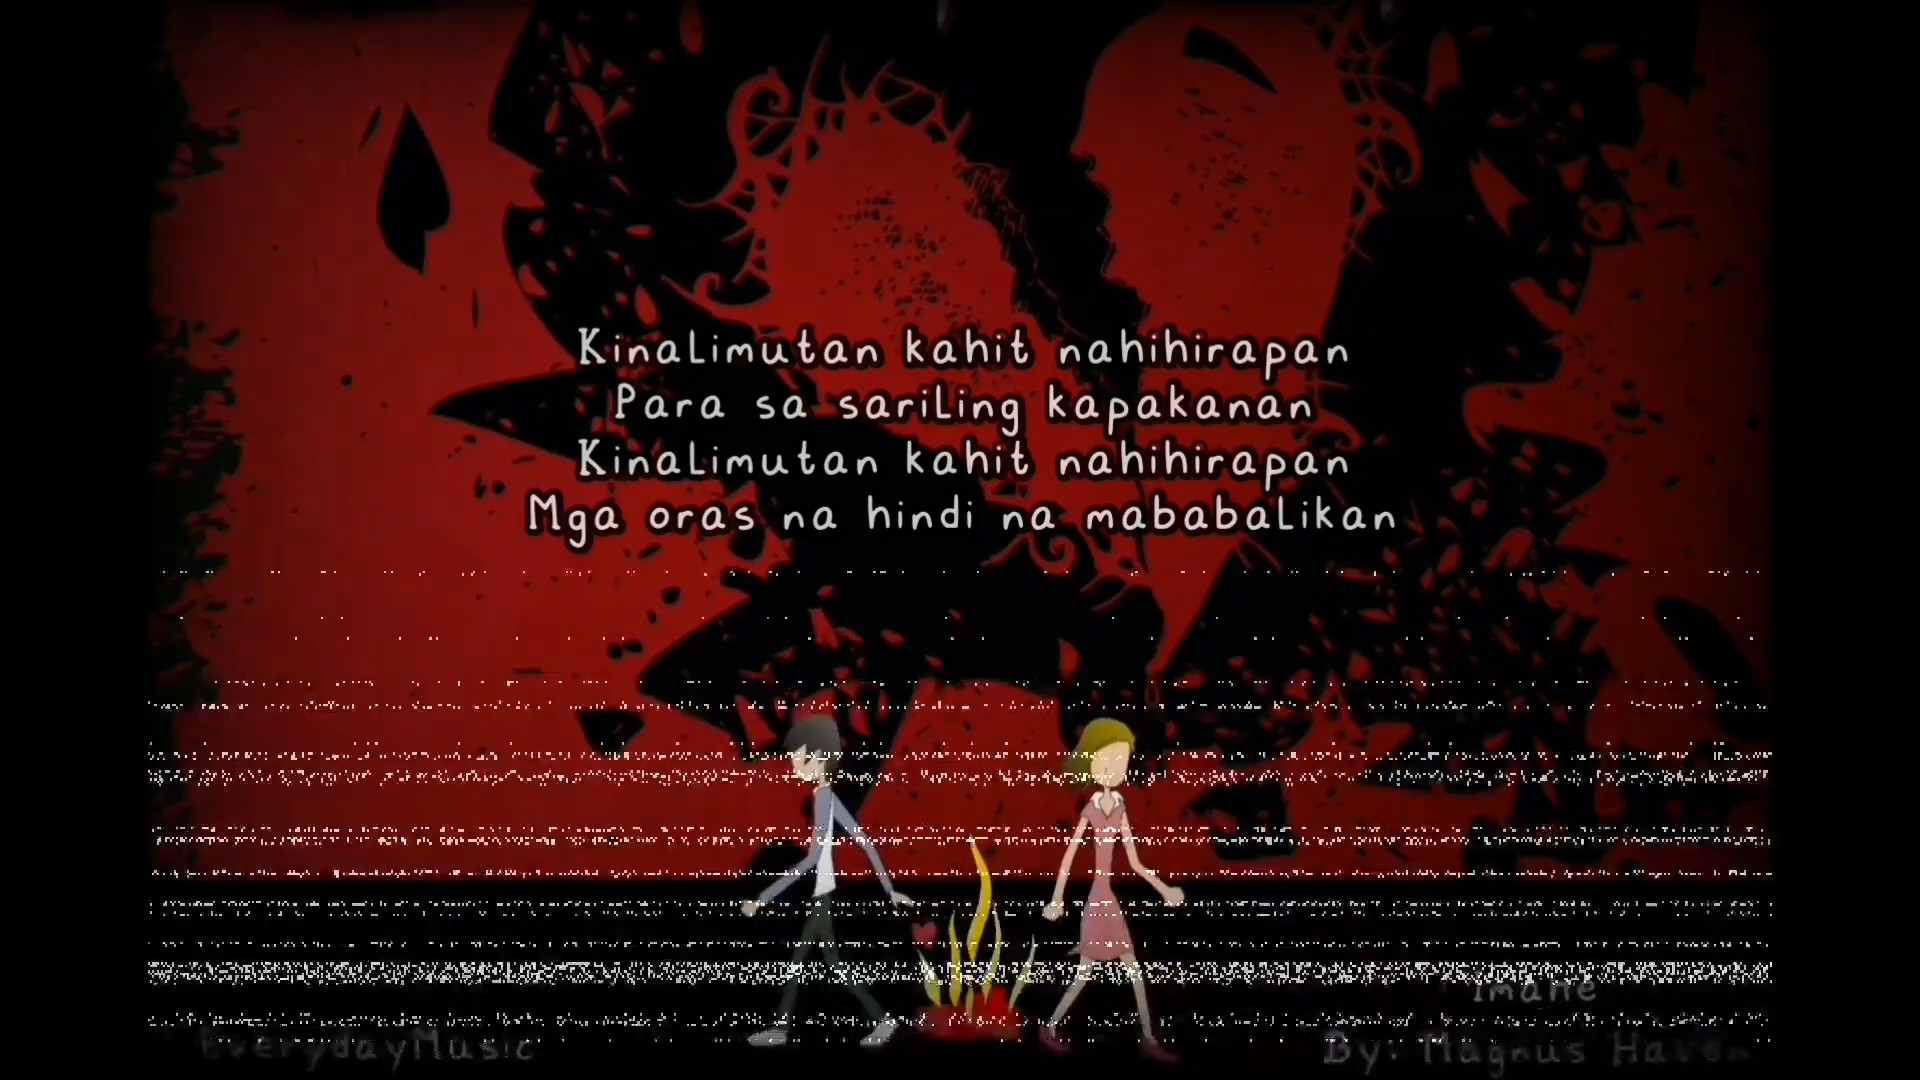 Kinalimutan kahit nahihirapan
Para sa sariling kapakanan
Kinalimutan kahit nahihirapan
Mga oras na hindi na mababalikan
Imahe
EverydayMusic
By: Magnus Haven